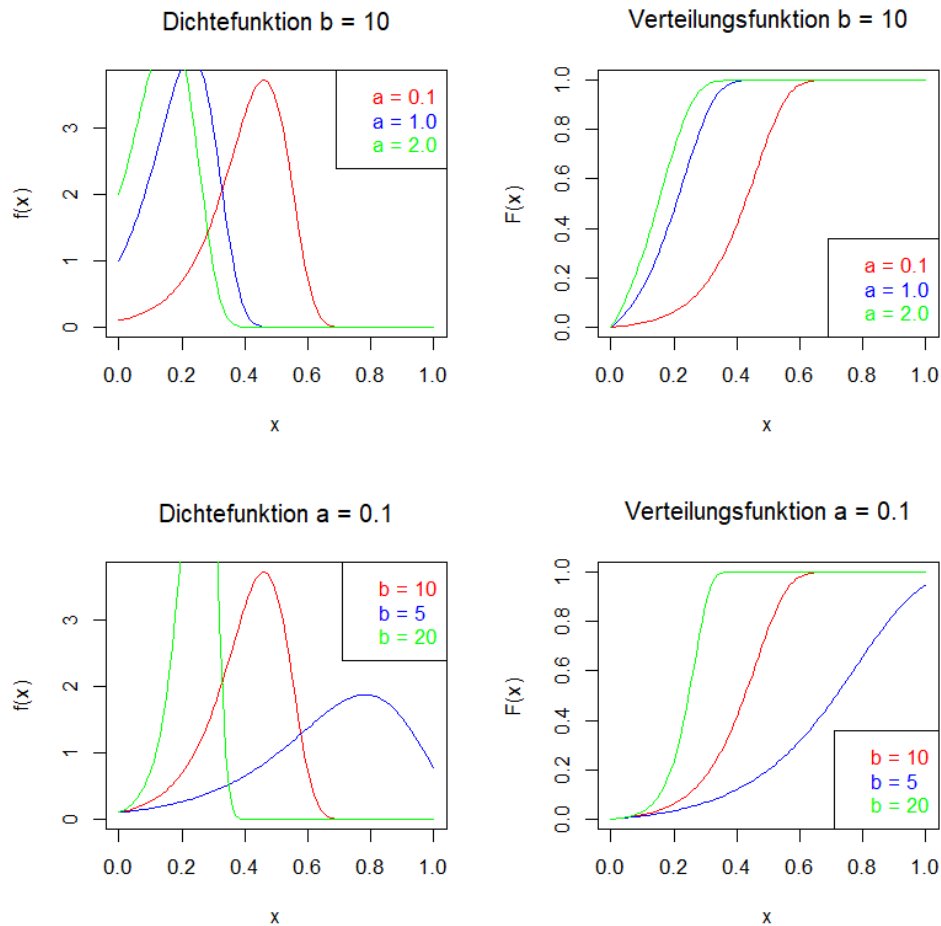 Dichtefunktion b = 10
f(x)
3
2
1
0
a = 0.1
a = 1.0
a = 2.0
0.0 0.2 0.4 0.6 0.8 1.0
x
Verteilungsfunktion b = 10
F(x)
1.0
0.8
0.6
0.4
0.2
0.0
a = 0.1
a = 1.0
a = 2.0
0.0 0.2 0.4 0.6 0.8 1.0
x
Dichtefunktion a = 0.1
f(x)
3
2
1
0
b = 10
b = 5
b = 20
0.0 0.2 0.4 0.6 0.8 1.0
x
Verteilungsfunktion a = 0.1
F(x)
1.0
0.8
0.6
0.4
0.2
0.0
b = 10
b = 5
b = 20
0.0 0.2 0.4 0.6 0.8 1.0
x